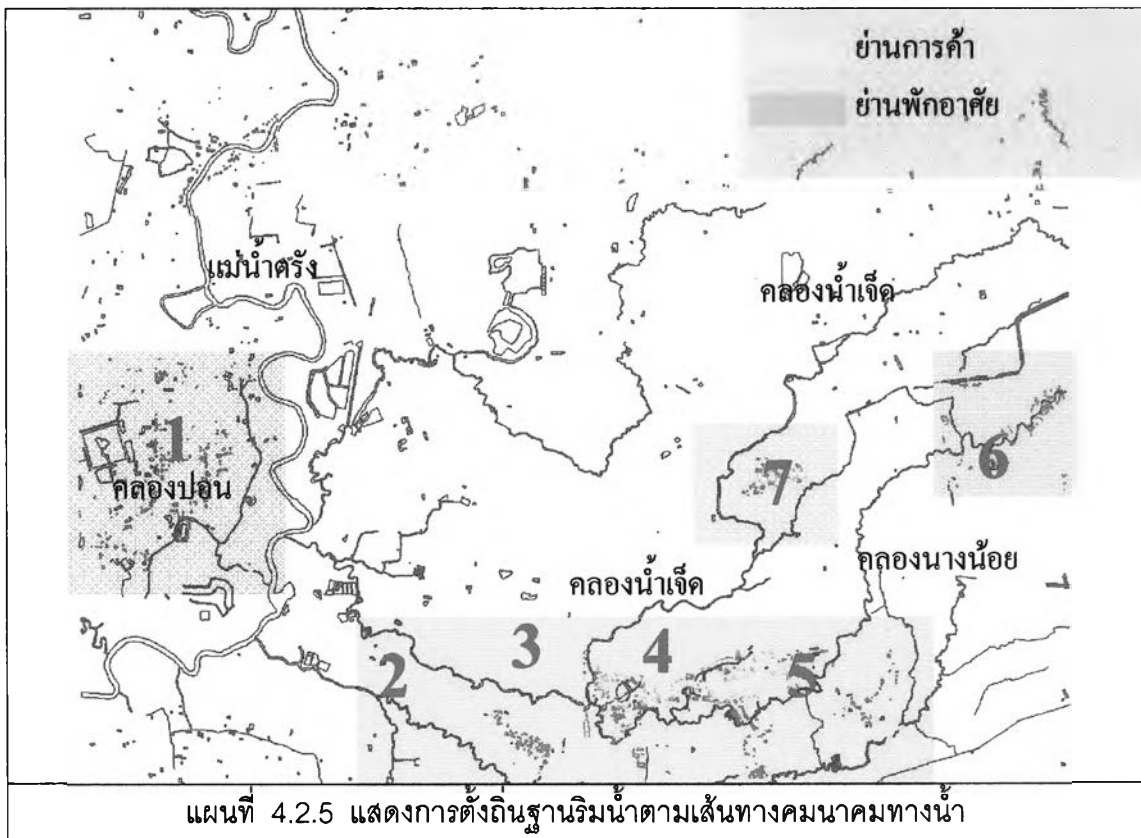 ย่านการค้า
ย่านพักอาศัย
แม่น้ำตรัง
คลองน้ำเจ็ด
1
คลองปอน
6
7
คลองนางน้อย
คลองน้ำเจ็ด
3
4
2
5
แผนที่ 4.2.5 แสดงการตั้งถิ่นฐานริมน้ำตามเส้นทางคมนาคมทางน้ำ